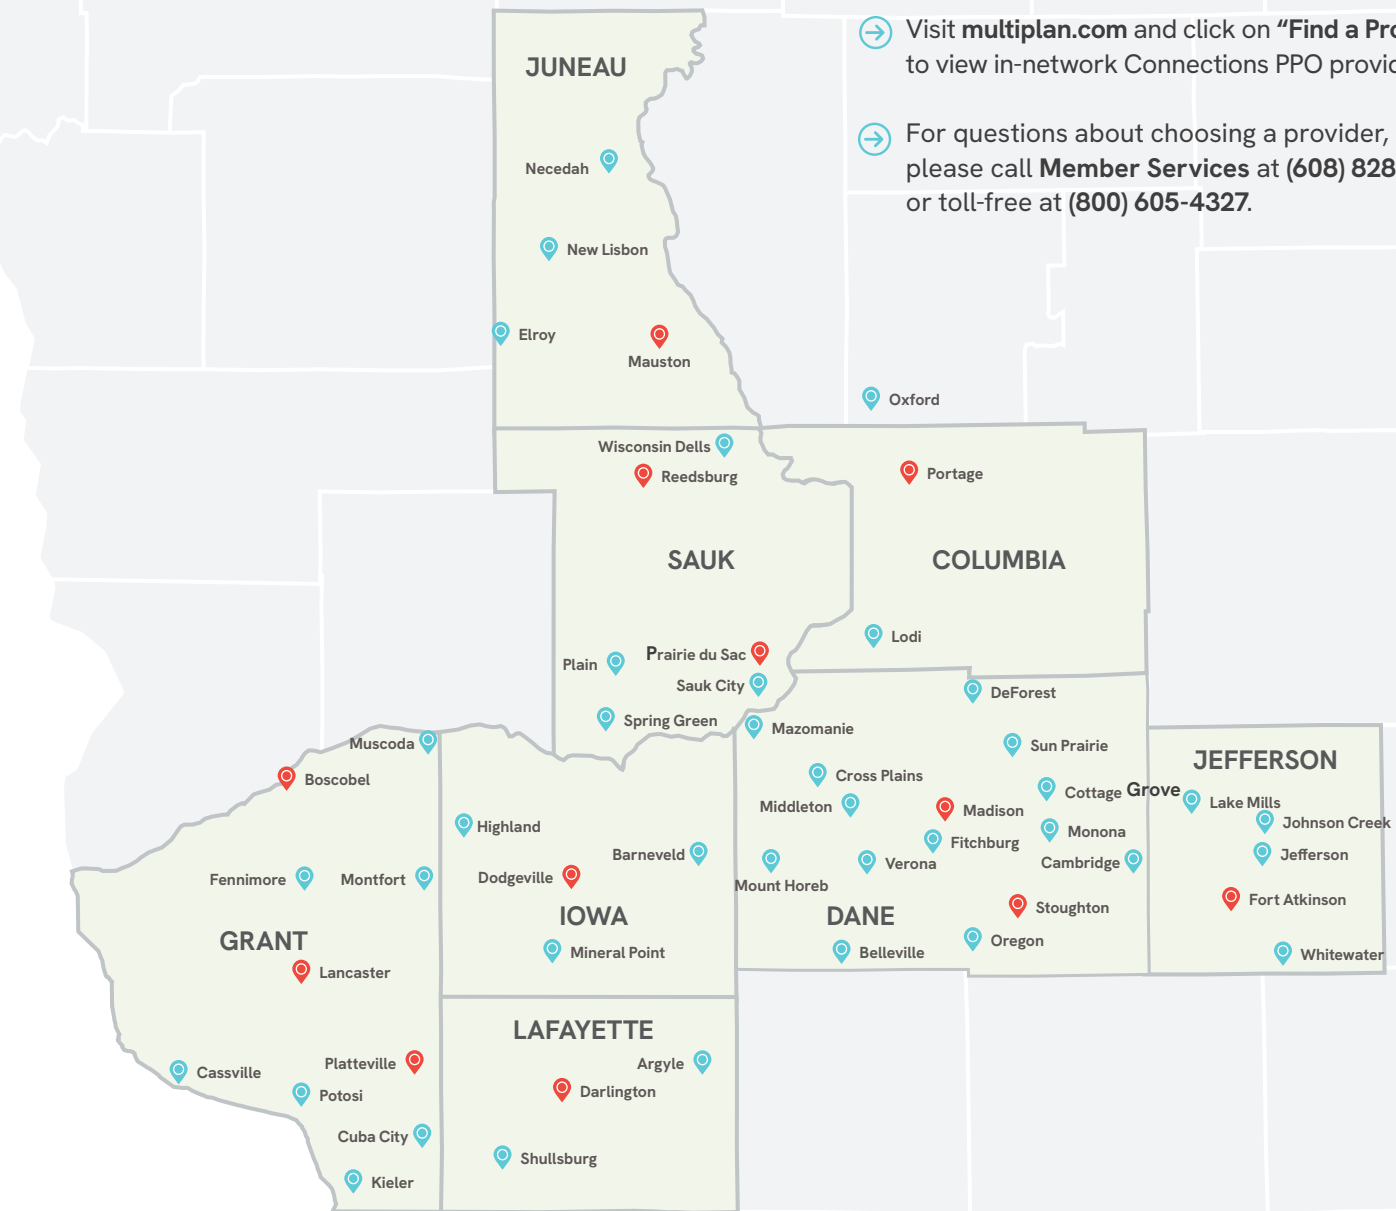 Visit multiplan.com and click on “Find a Pro
to view in-network Connections PPO provid
For questions about choosing a provider,
please call Member Services at (608) 828
or toll-free at (800) 605-4327.
JUNEAU
Necedah
New Lisbon
Elroy
Mauston
Oxford
Wisconsin Dells
Reedsburg
Portage
SAUK
COLUMBIA
Lodi
Prairie du Sac
Plain
Sauk City
DeForest
Spring Green
Mazomanie
Muscoda
Sun Prairie
JEFFERSON
Boscobel
Cross Plains
Cottage Grove
Lake Mills
Middleton
Madison
Johnson Creek
Highland
Monona
Fitchburg
Barneveld
Jefferson
Verona
Cambridge
Fennimore
Montfort
Dodgeville
Mount Horeb
Fort Atkinson
Stoughton
IOWA
DANE
GRANT
Oregon
Mineral Point
Belleville
Whitewater
Lancaster
LAFAYETTE
Platteville
Argyle
Cassville
Darlington
Potosi
Cuba City
Shullsburg
Kieler